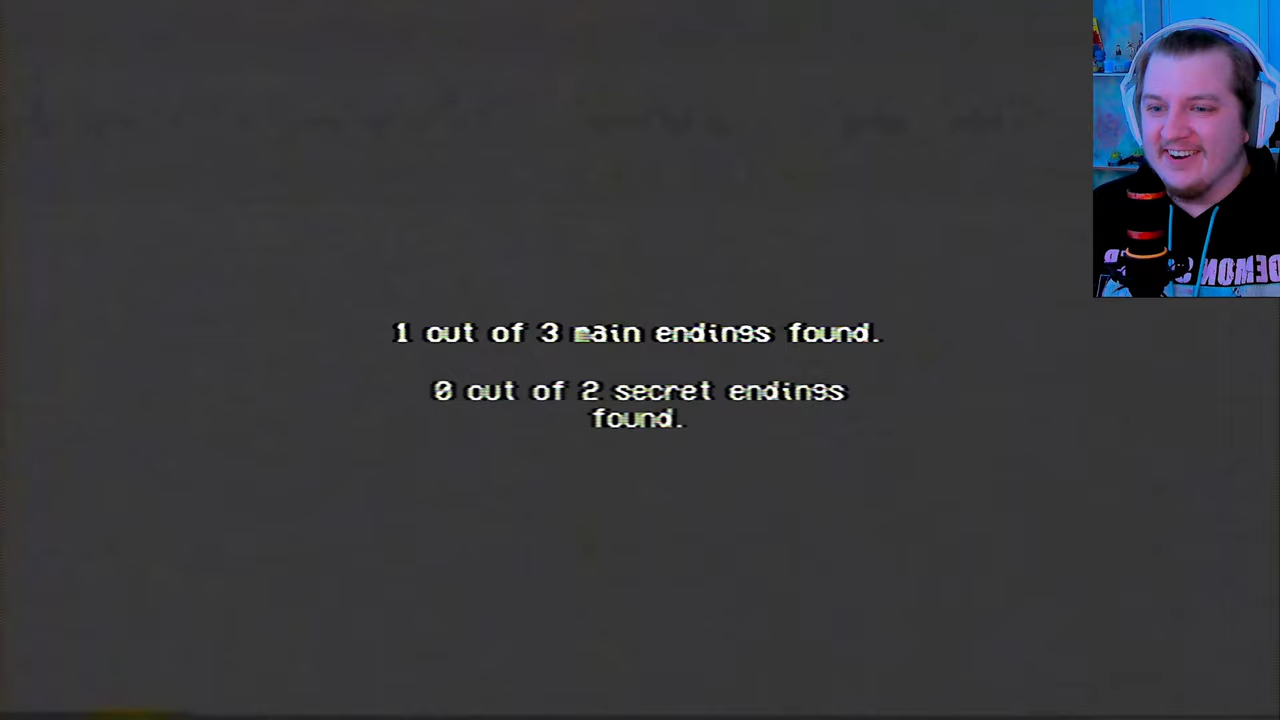 1 out of 3 main endings found.
0 out of 2 secret endings
found.